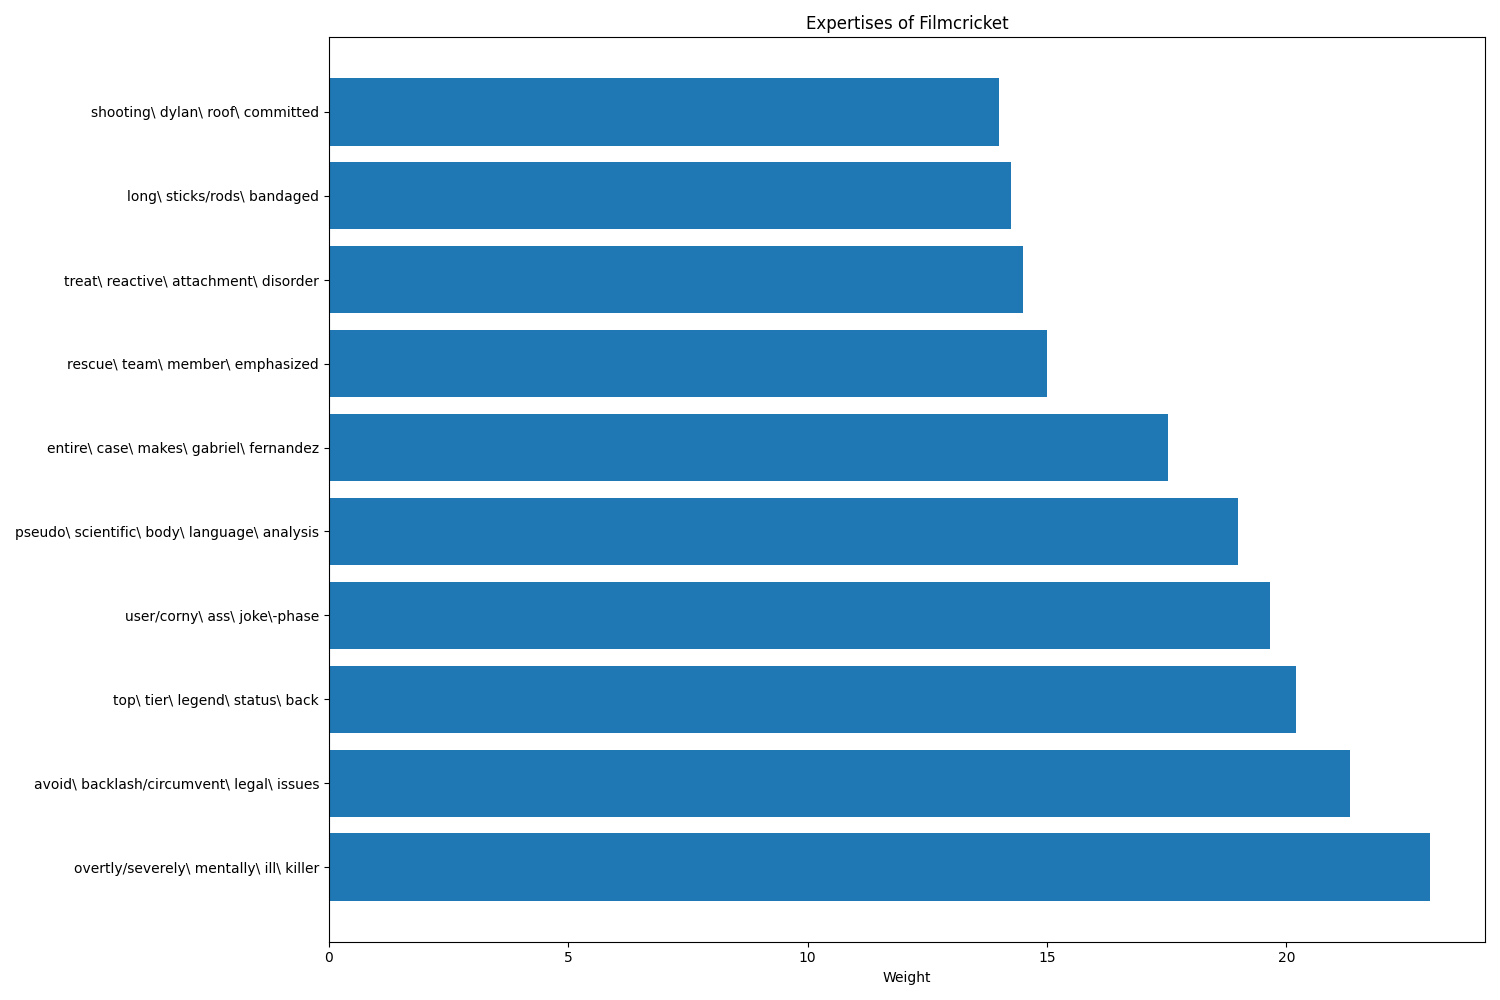 Expertises of Filmcricket
shooting\ dylan\ roof\ committed
long\ sticks/rods\ bandaged
treat\ reactive\ attachment\ disorder
rescue\ team\ member\ emphasized
entire\ case\ makes\ gabriel\ fernandez
pseudo\ scientific\ body\ language\ analysis
user/corny\ ass\ joke\-phase
top\ tier\ legend\ status\ back
avoid\ backlash/circumvent\ legal\ issues
overtly/severely\ mentally\ ill\ killer
0 5 10 15 20
Weight